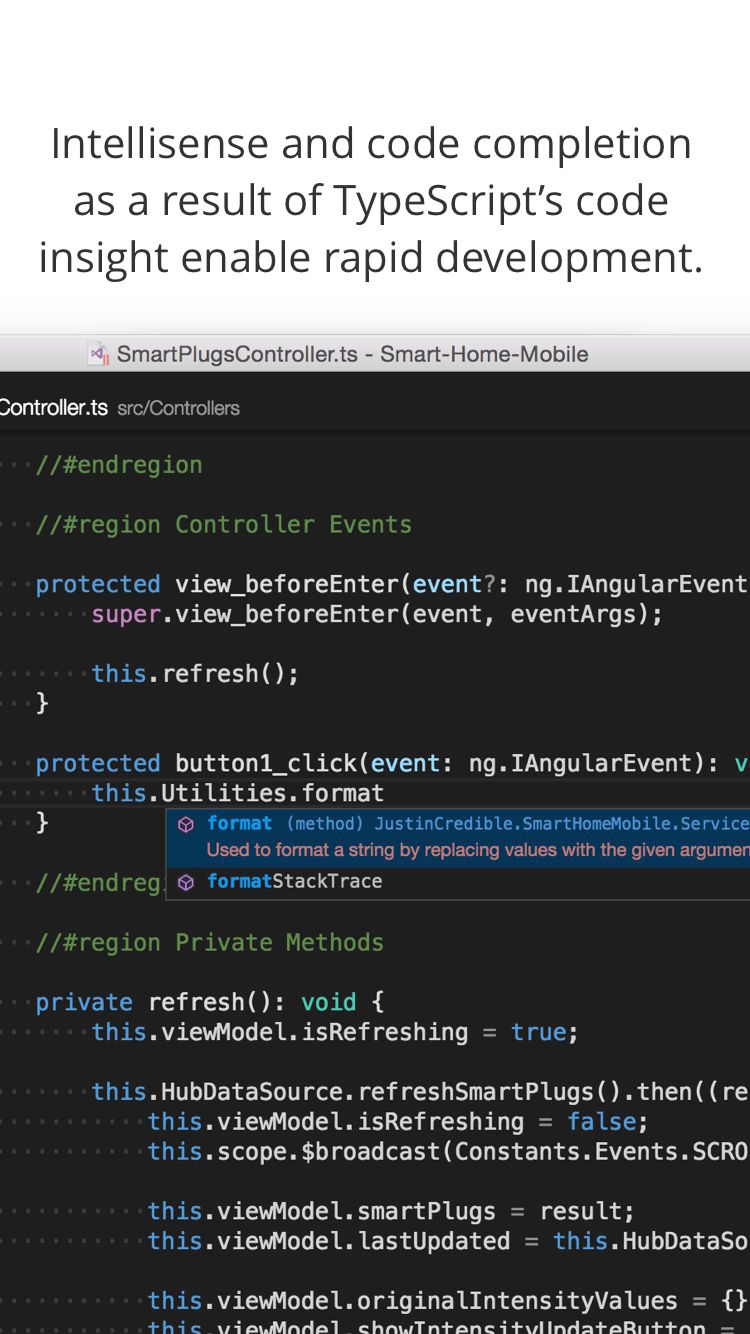 Intellisense and code completion
as a result of TypeScript’s code
insight enable rapid development.
SmartPlugsController.ts - Smart-Home-Mobile
Controller.ts src/Controllers
//#endregion
//#region Controller Events
protected view_beforeEnter(event?: ng.IAngularEvent
super.view_beforeEnter(event, eventArgs);
this.refresh();
}
protected button1_click(event: ng.IAngularEvent): v
this.Utilities.format
}
format (method) JustinCredible.SmartHomeMobile.Service
Used to format a string by replacing values with the given argumen
//#endreg
formatStackTrace
//#region Private Methods
private refresh(): void {
this.viewModel.isRefreshing = true;
this.HubDataSource.refreshSmartPlugs().then((re
this.viewModel.isRefreshing = false;
this.scope.$broadcast(Constants.Events.SCRO
this.viewModel.smartPlugs = result;
this.viewModel.lastUpdated = this.HubDataSo
this.viewModel.originalIntensityValues = {}
this.viewModel.showIntensityUpdateButton =